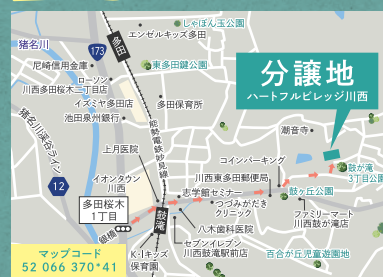 しゃぼん玉公園
エンゼルキッズ多田
猪名川
173
多田
尼崎信用金庫
東多田鍵公園
ローソン
川西多田桜木二丁目店
分譲地
ハートフルビレッジ川西
イズミヤ多田店
多田保育所
池田泉州銀行
能勢電鉄妙見線
猪名川渓谷ライン
潮音寺
上月医院
コインパーキング
鼓が滝
3丁目公園
12
イオンタウン
川西
川西東多田郵便局
志学館セミナー
鼓ヶ丘公園
多田桜木
1丁目
つづみがだき
クリニック
ファミリーマート
川西鼓が滝店
銀橋
鼓滝
八木歯科医院
セブンイレブン
川西鼓滝駅前店
マップコード
52 066 370*41
K・Iキッズ
保育園
百合が丘児童遊園地